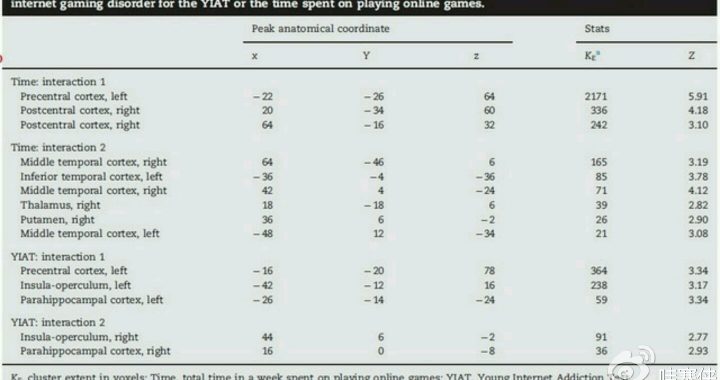 internet gaming disorder for the YIAT or the time spent on playing online games.
Peak anatomical coordinate Stats
x Y z KEᵃ Z
Time: interaction 1
Precentral cortex, left −22 −26 64 2171 5.91
Postcentral cortex, right 20 −34 60 336 4.18
Postcentral cortex, right 64 −16 32 242 3.10
Time: interaction 2
Middle temporal cortex, right 64 −46 6 165 3.19
Inferior temporal cortex, left −36 −4 −36 85 3.78
Middle temporal cortex, right 42 4 −24 71 4.12
Thalamus, right 18 −18 6 39 2.82
Putamen, right 36 6 −2 26 2.90
Middle temporal cortex, left −48 12 −34 21 3.08
YIAT: interaction 1
Precentral cortex, left −16 −20 78 364 3.34
Insula-operculum, left −42 −12 16 238 3.17
Parahippocampal cortex, left −26 −14 −24 59 3.34
YIAT: interaction 2
Insula-operculum, right 44 6 −2 91 2.77
Parahippocampal cortex, right 16 0 −8 36 2.93
KE, cluster extent in voxels; Time, total time in a week spent on playing online games; YIAT, Young Internet Addiction